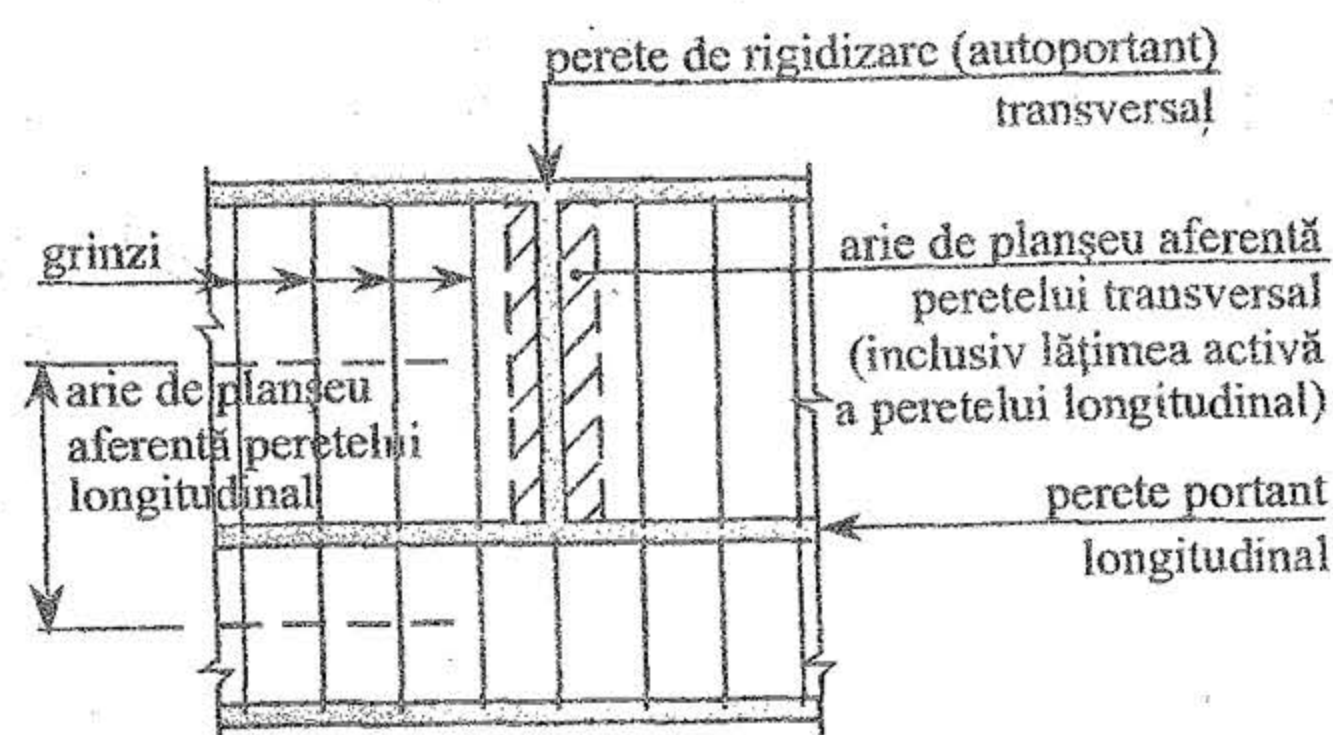 perete de rigidizare (autoportant)
transversal
grinzi
arie de planșeu aferentă
peretelui transversal
(inclusiv lățimea activă
a peretelui longitudinal)
arie de planșeu
aferentă peretelui
longitudinal
perete portant
longitudinal